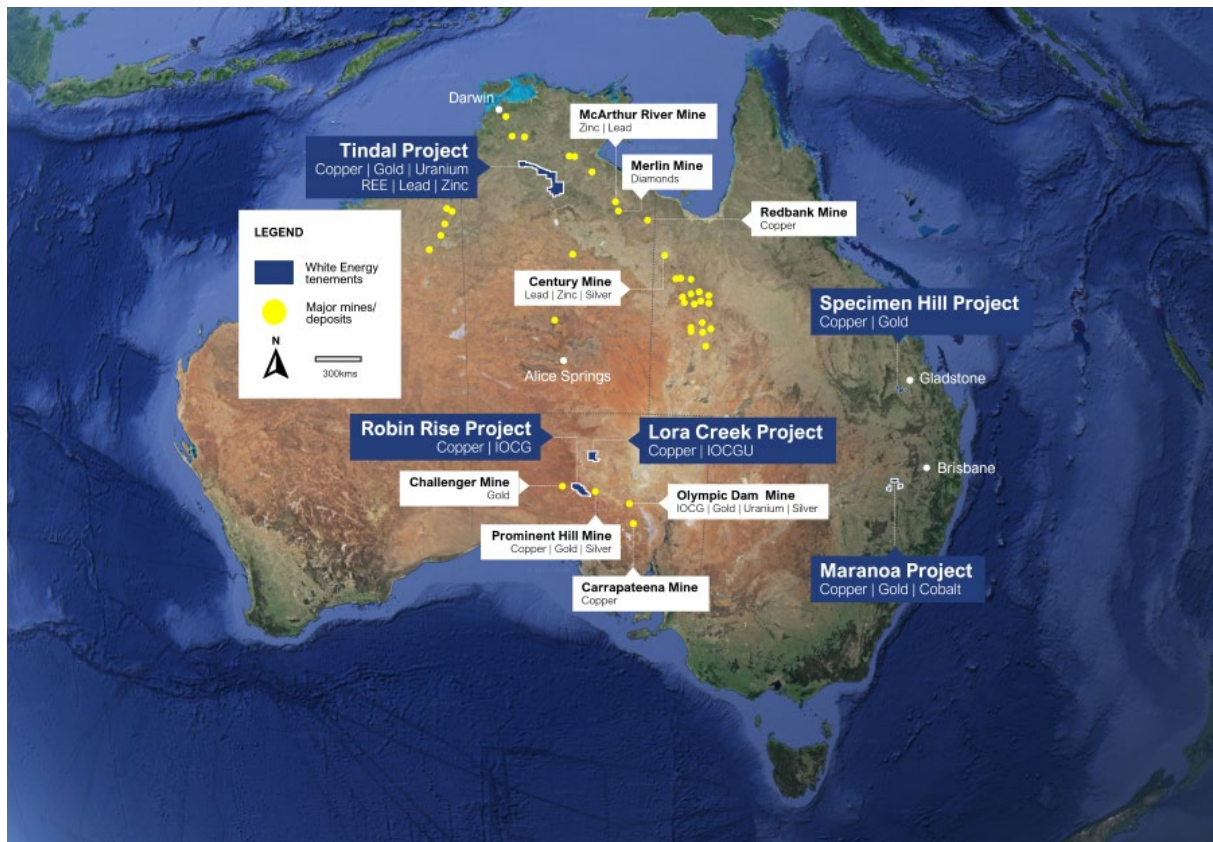 Darwin
McArthur River Mine
Zinc | Lead
Tindal Project
Copper | Gold | Uranium
REE | Lead | Zinc
Merlin Mine
Diamonds
Redbank Mine
Copper
LEGEND
White Energy
tenements
Major mines/
deposits
N
300kms
Century Mine
Lead | Zinc | Silver
Specimen Hill Project
Copper | Gold
Alice Springs
Gladstone
Robin Rise Project
Copper | IOCG
Lora Creek Project
Copper | IOCGU
Brisbane
Challenger Mine
Gold
Olympic Dam Mine
IOCG | Gold | Uranium | Silver
Prominent Hill Mine
Copper | Gold | Silver
Carrapateena Mine
Copper
Maranoa Project
Copper | Gold | Cobalt